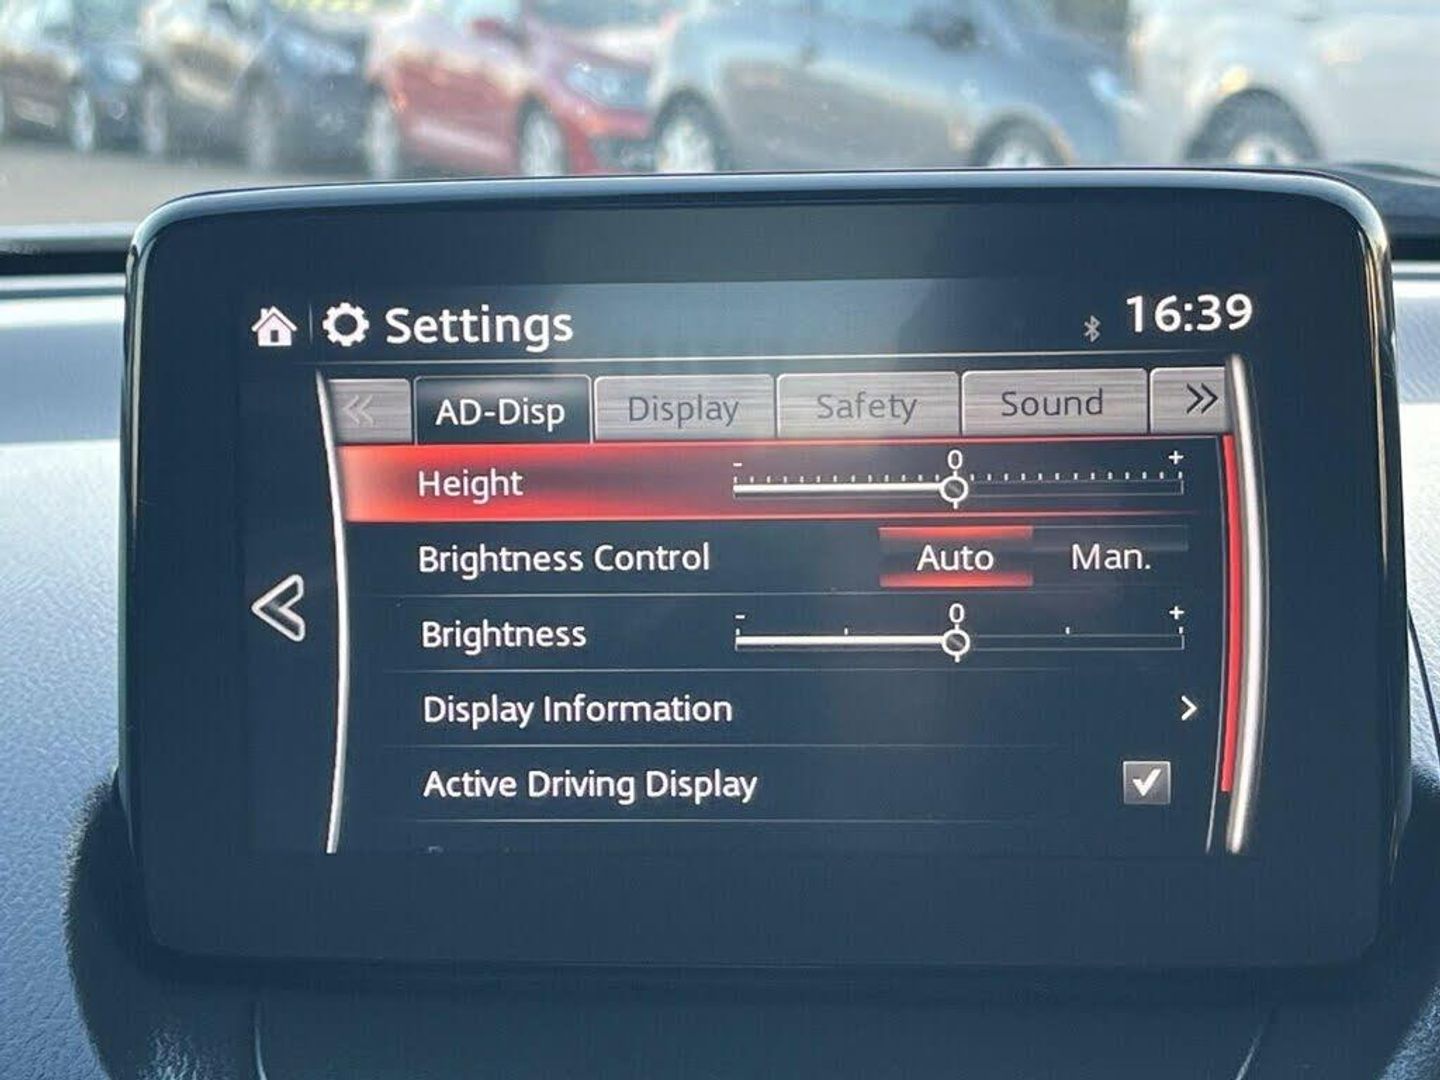 Settings 16:39
AD-Disp Display Safety Sound
Height - 0 +
Brightness Control Auto Man.
Brightness - 0 +
Display Information
Active Driving Display